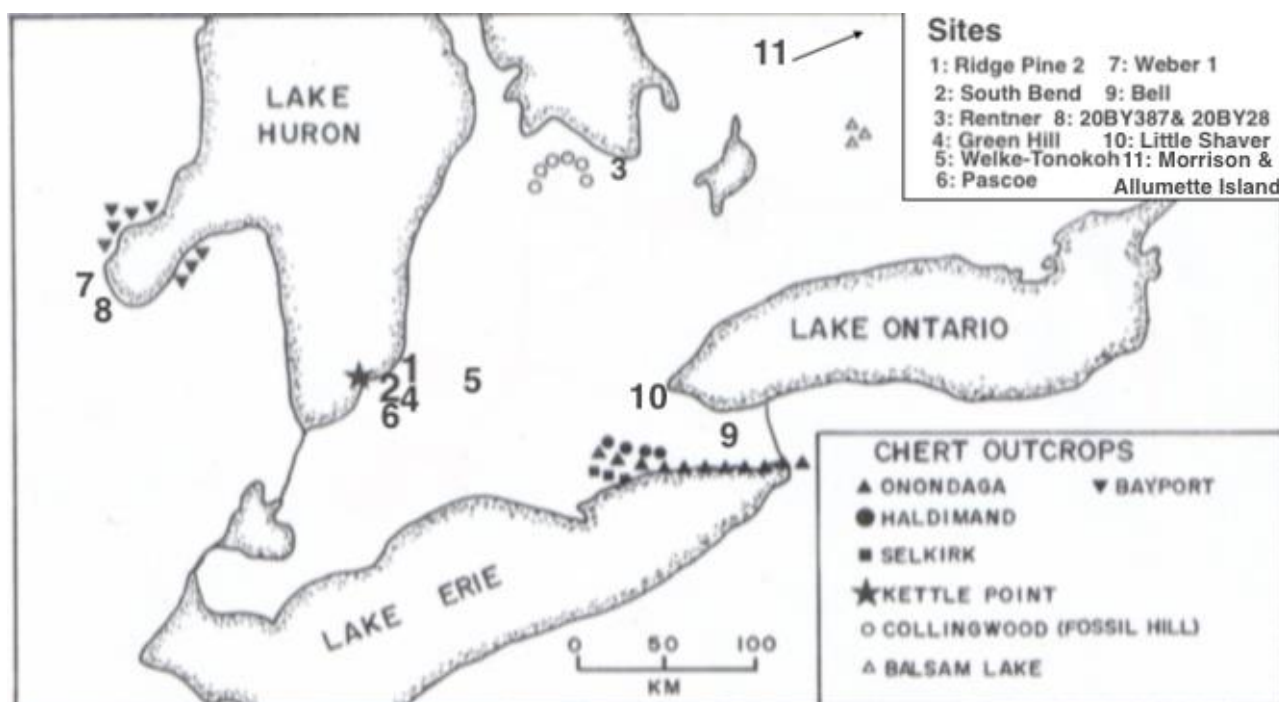 11
Sites
1: Ridge Pine 2 7: Weber 1
2: South Bend 9: Bell
3: Rentner 8: 20BY387& 20BY28
4: Green Hill 10: Little Shaver
5: Welke-Tonokoh 11: Morrison &
6: Pascoe Allumette Island
LAKE
HURON
3
7
8
LAKE ONTARIO
1
2 4
5
6
10
9
CHERT OUTCROPS
ONONDAGA BAYPORT
HALDIMAND
SELKIRK
KETTLE POINT
COLLINGWOOD (FOSSIL HILL)
BALSAM LAKE
LAKE ERIE
0 50 100
KM